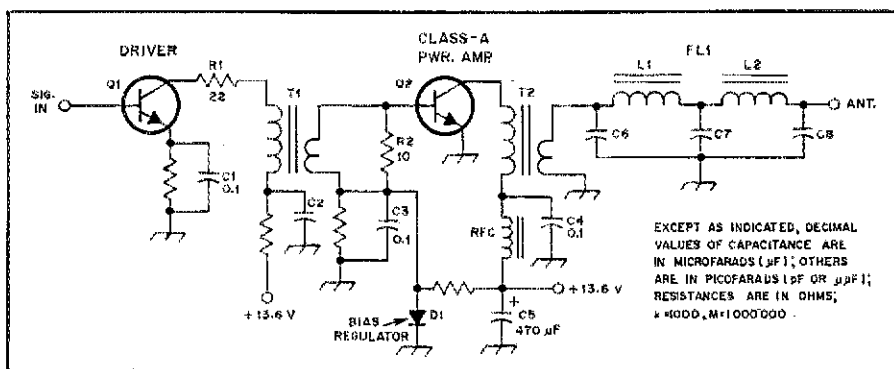 DRIVER
CLASS-A
PWR. AMP.
FL1
L1
L2
Q1
R1
22
T1
Q2
T2
SIG.
IN
ANT.
R2
10
C6
C7
C8
C1
0.1
C2
C3
0.1
RFC
C4
0.1
+13.6 V
+13.6 V
BIAS
REGULATOR
D1
+
C5
470 µF
EXCEPT AS INDICATED, DECIMAL
VALUES OF CAPACITANCE ARE
IN MICROFARADS (µF); OTHERS
ARE IN PICOFARADS (pF OR µµF);
RESISTANCES ARE IN OHMS;
k=1000, M=1000000.